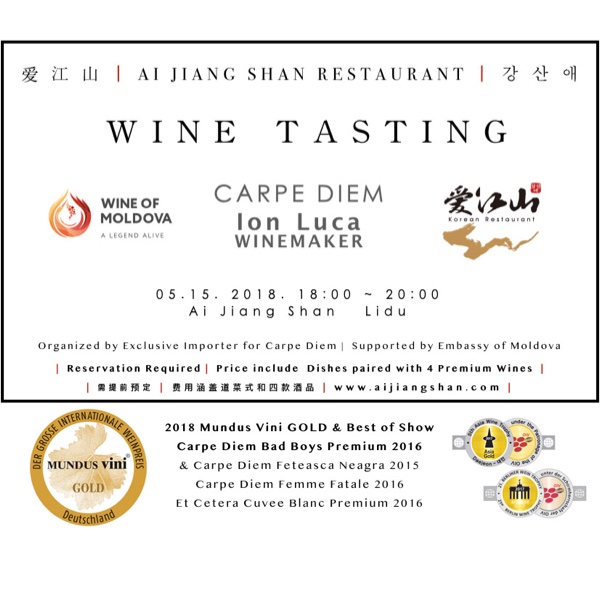 爱江山 | AI JIANG SHAN RESTAURANT | 강산애
WINE TASTING
WINE OF
MOLDOVA
A LEGEND ALIVE
CARPE DIEM
Ion Luca
WINEMAKER
爱江山
Korean Restaurant
05.15. 2018. 18:00 ~ 20:00
Ai Jiang Shan Lidu
Organized by Exclusive Importer for Carpe Diem | Supported by Embassy of Moldova
| Reservation Required | Price include Dishes paired with 4 Premium Wines |
| 需提前预定 | 费用涵盖道菜式和四款酒品 | www.aijiangshan.com |
DER GROSSE INTERNATIONALE WEINPREIS
MUNDUS vini®
GOLD
Deutschland
2018 Mundus Vini GOLD & Best of Show
Carpe Diem Bad Boys Premium 2016
& Carpe Diem Feteasca Neagra 2015
Carpe Diem Femme Fatale 2016
Et Cetera Cuvee Blanc Premium 2016
Asia
Gold